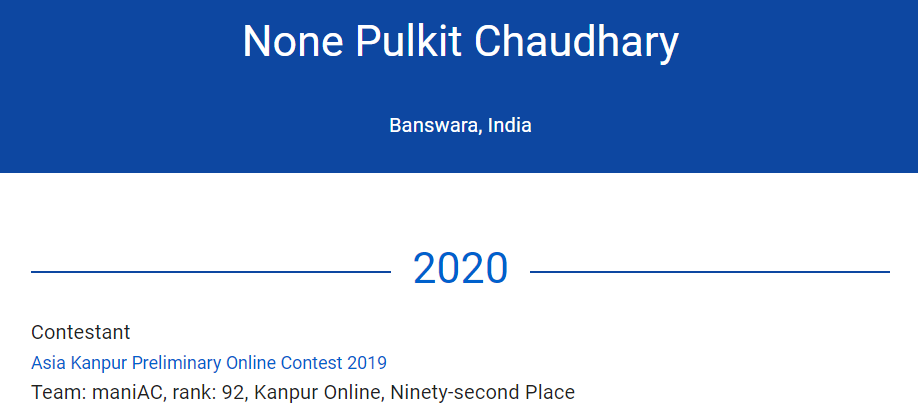 None Pulkit Chaudhary
Banswara, India
2020
Contestant
Asia Kanpur Preliminary Online Contest 2019
Team: maniAC, rank: 92, Kanpur Online, Ninety-second Place